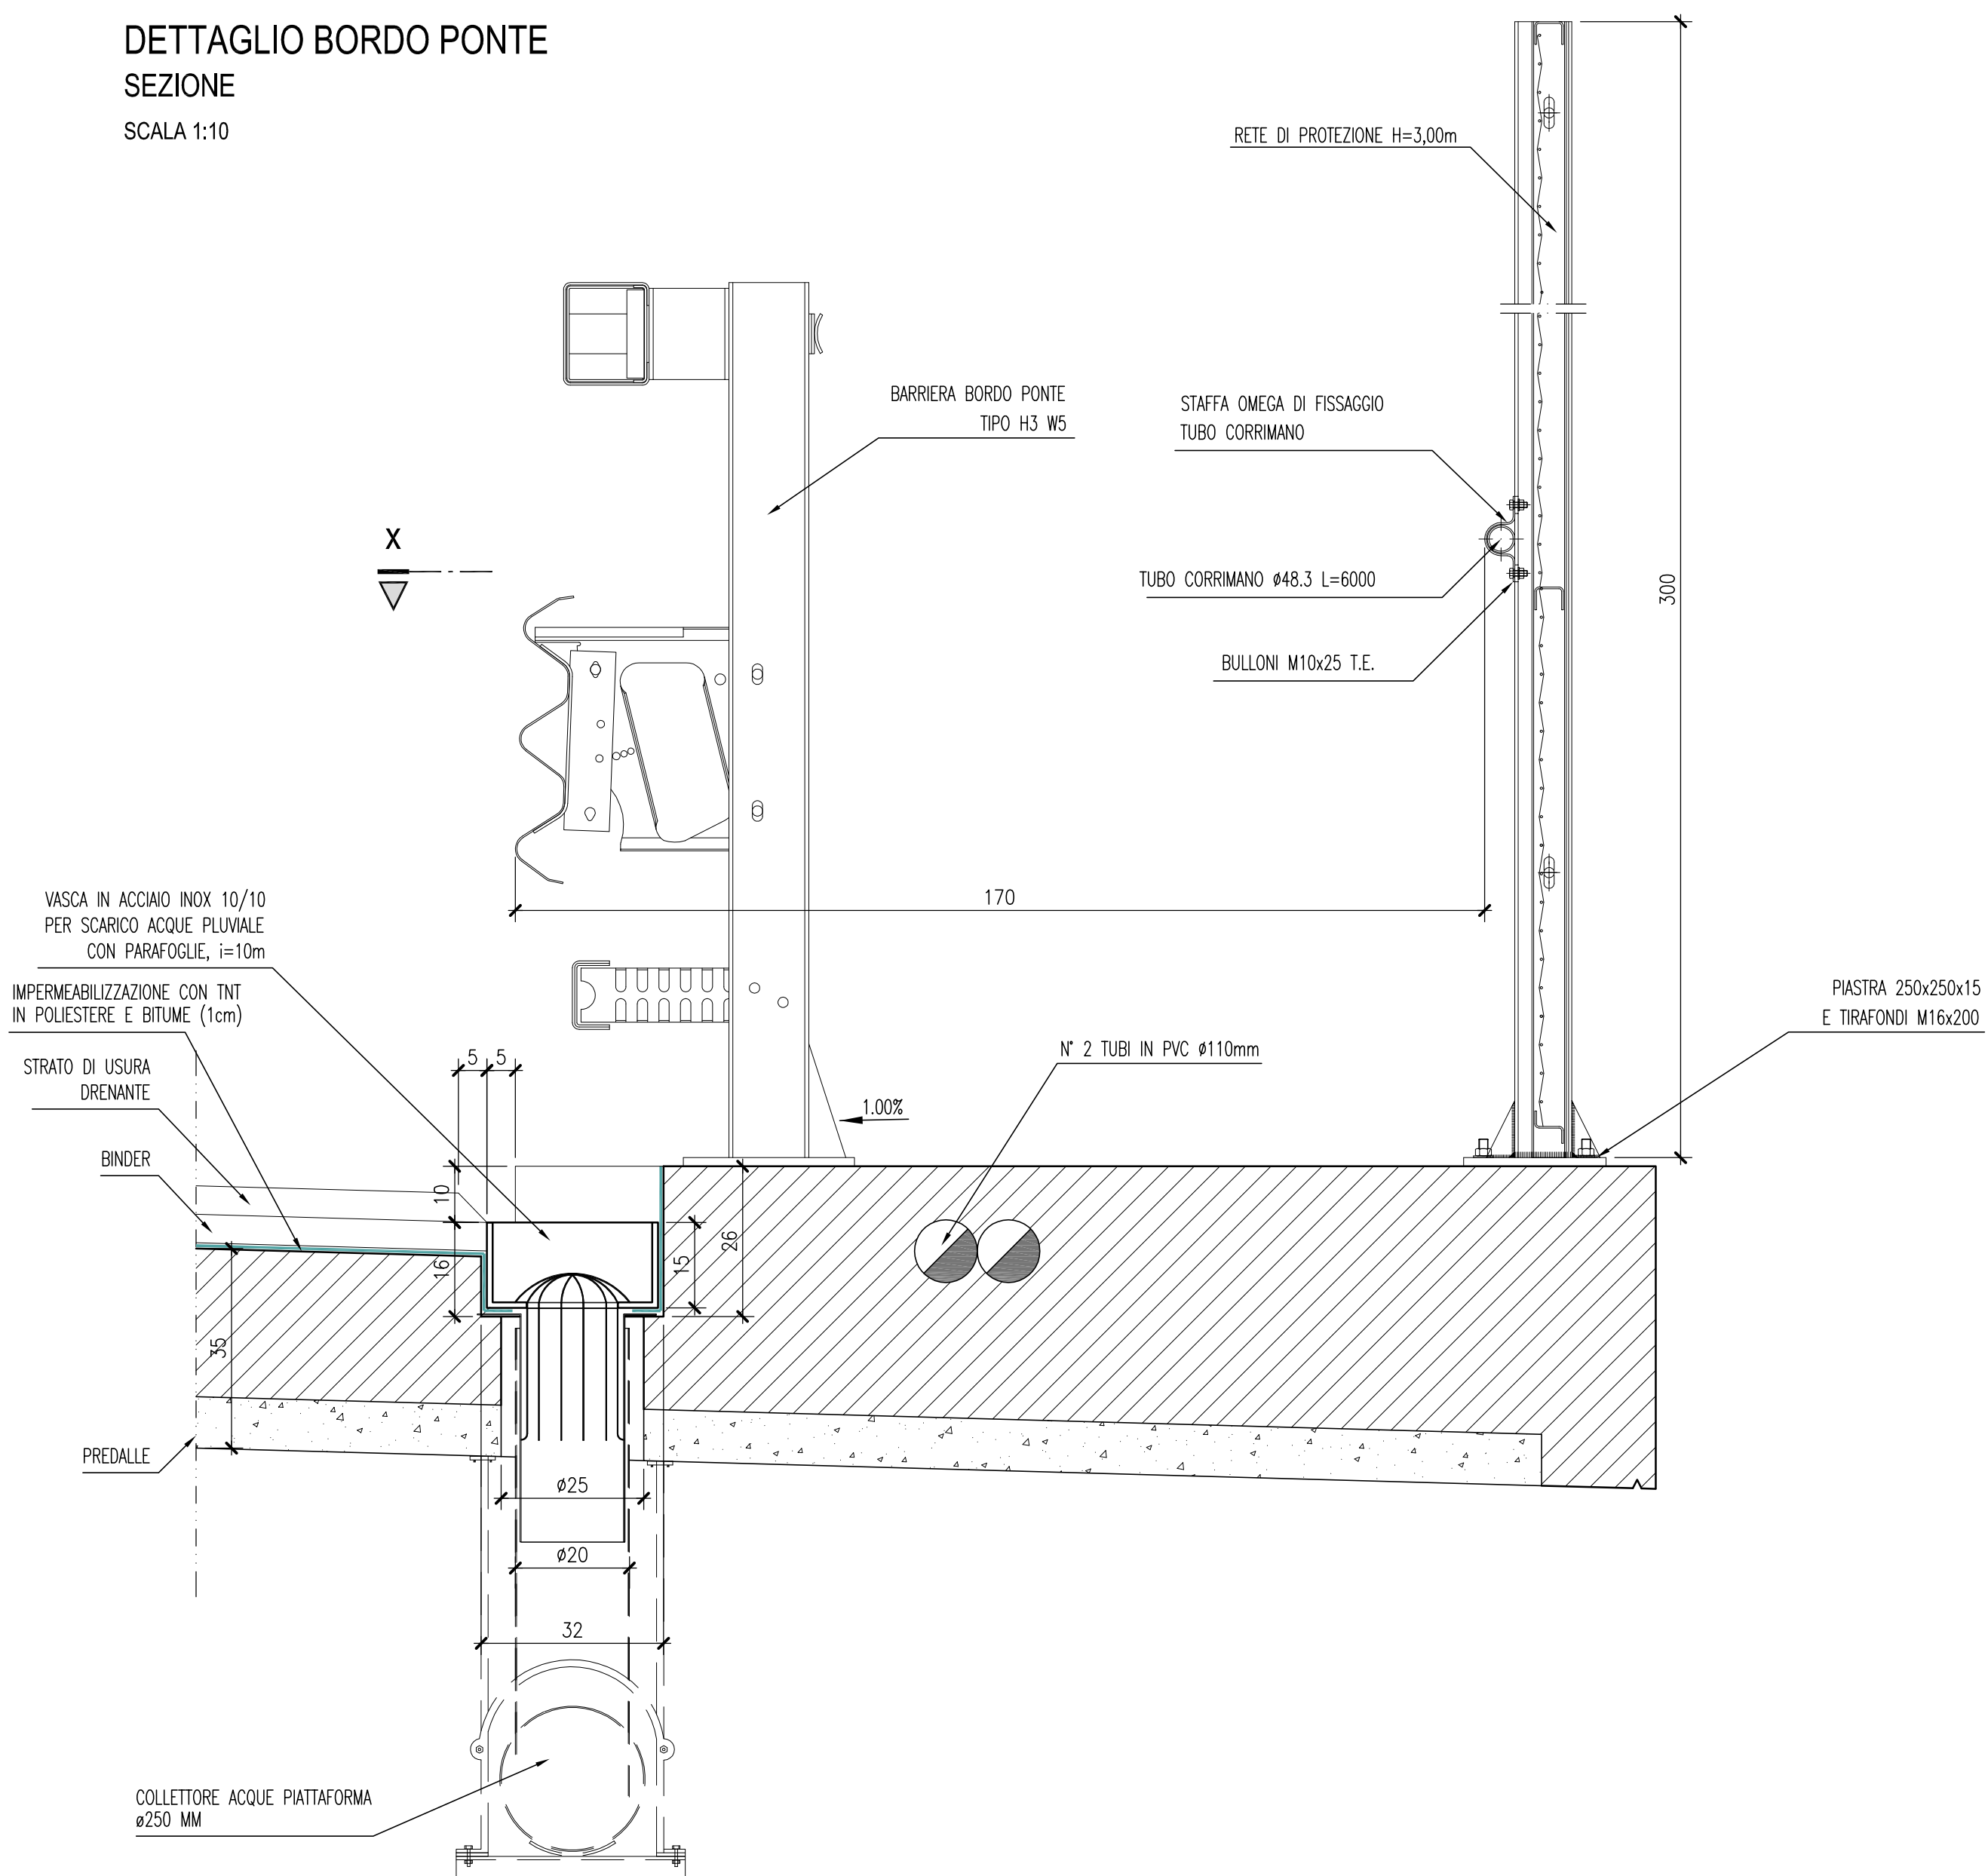 DETTAGLIO BORDO PONTE
SEZIONE
SCALA 1:10
RETE DI PROTEZIONE H=3,00m
BARRIERA BORDO PONTE
TIPO H3 W5
STAFFA OMEGA DI FISSAGGIO
TUBO CORRIMANO
X
TUBO CORRIMANO ø48.3 L=6000
300
BULLONI M10x25 T.E.
170
VASCA IN ACCIAIO INOX 10/10
PER SCARICO ACQUE PLUVIALE
CON PARAFOGLIE, i=10m
IMPERMEABILIZZAZIONE CON TNT
IN POLIESTERE E BITUME (1cm)
PIASTRA 250x250x15
E TIRAFONDI M16x200
N° 2 TUBI IN PVC ø110mm
5
5
STRATO DI USURA
DRENANTE
1.00%
BINDER
10
16
15
26
35
PREDALLE
ø25
ø20
32
COLLETTORE ACQUE PIATTAFORMA
ø250 MM